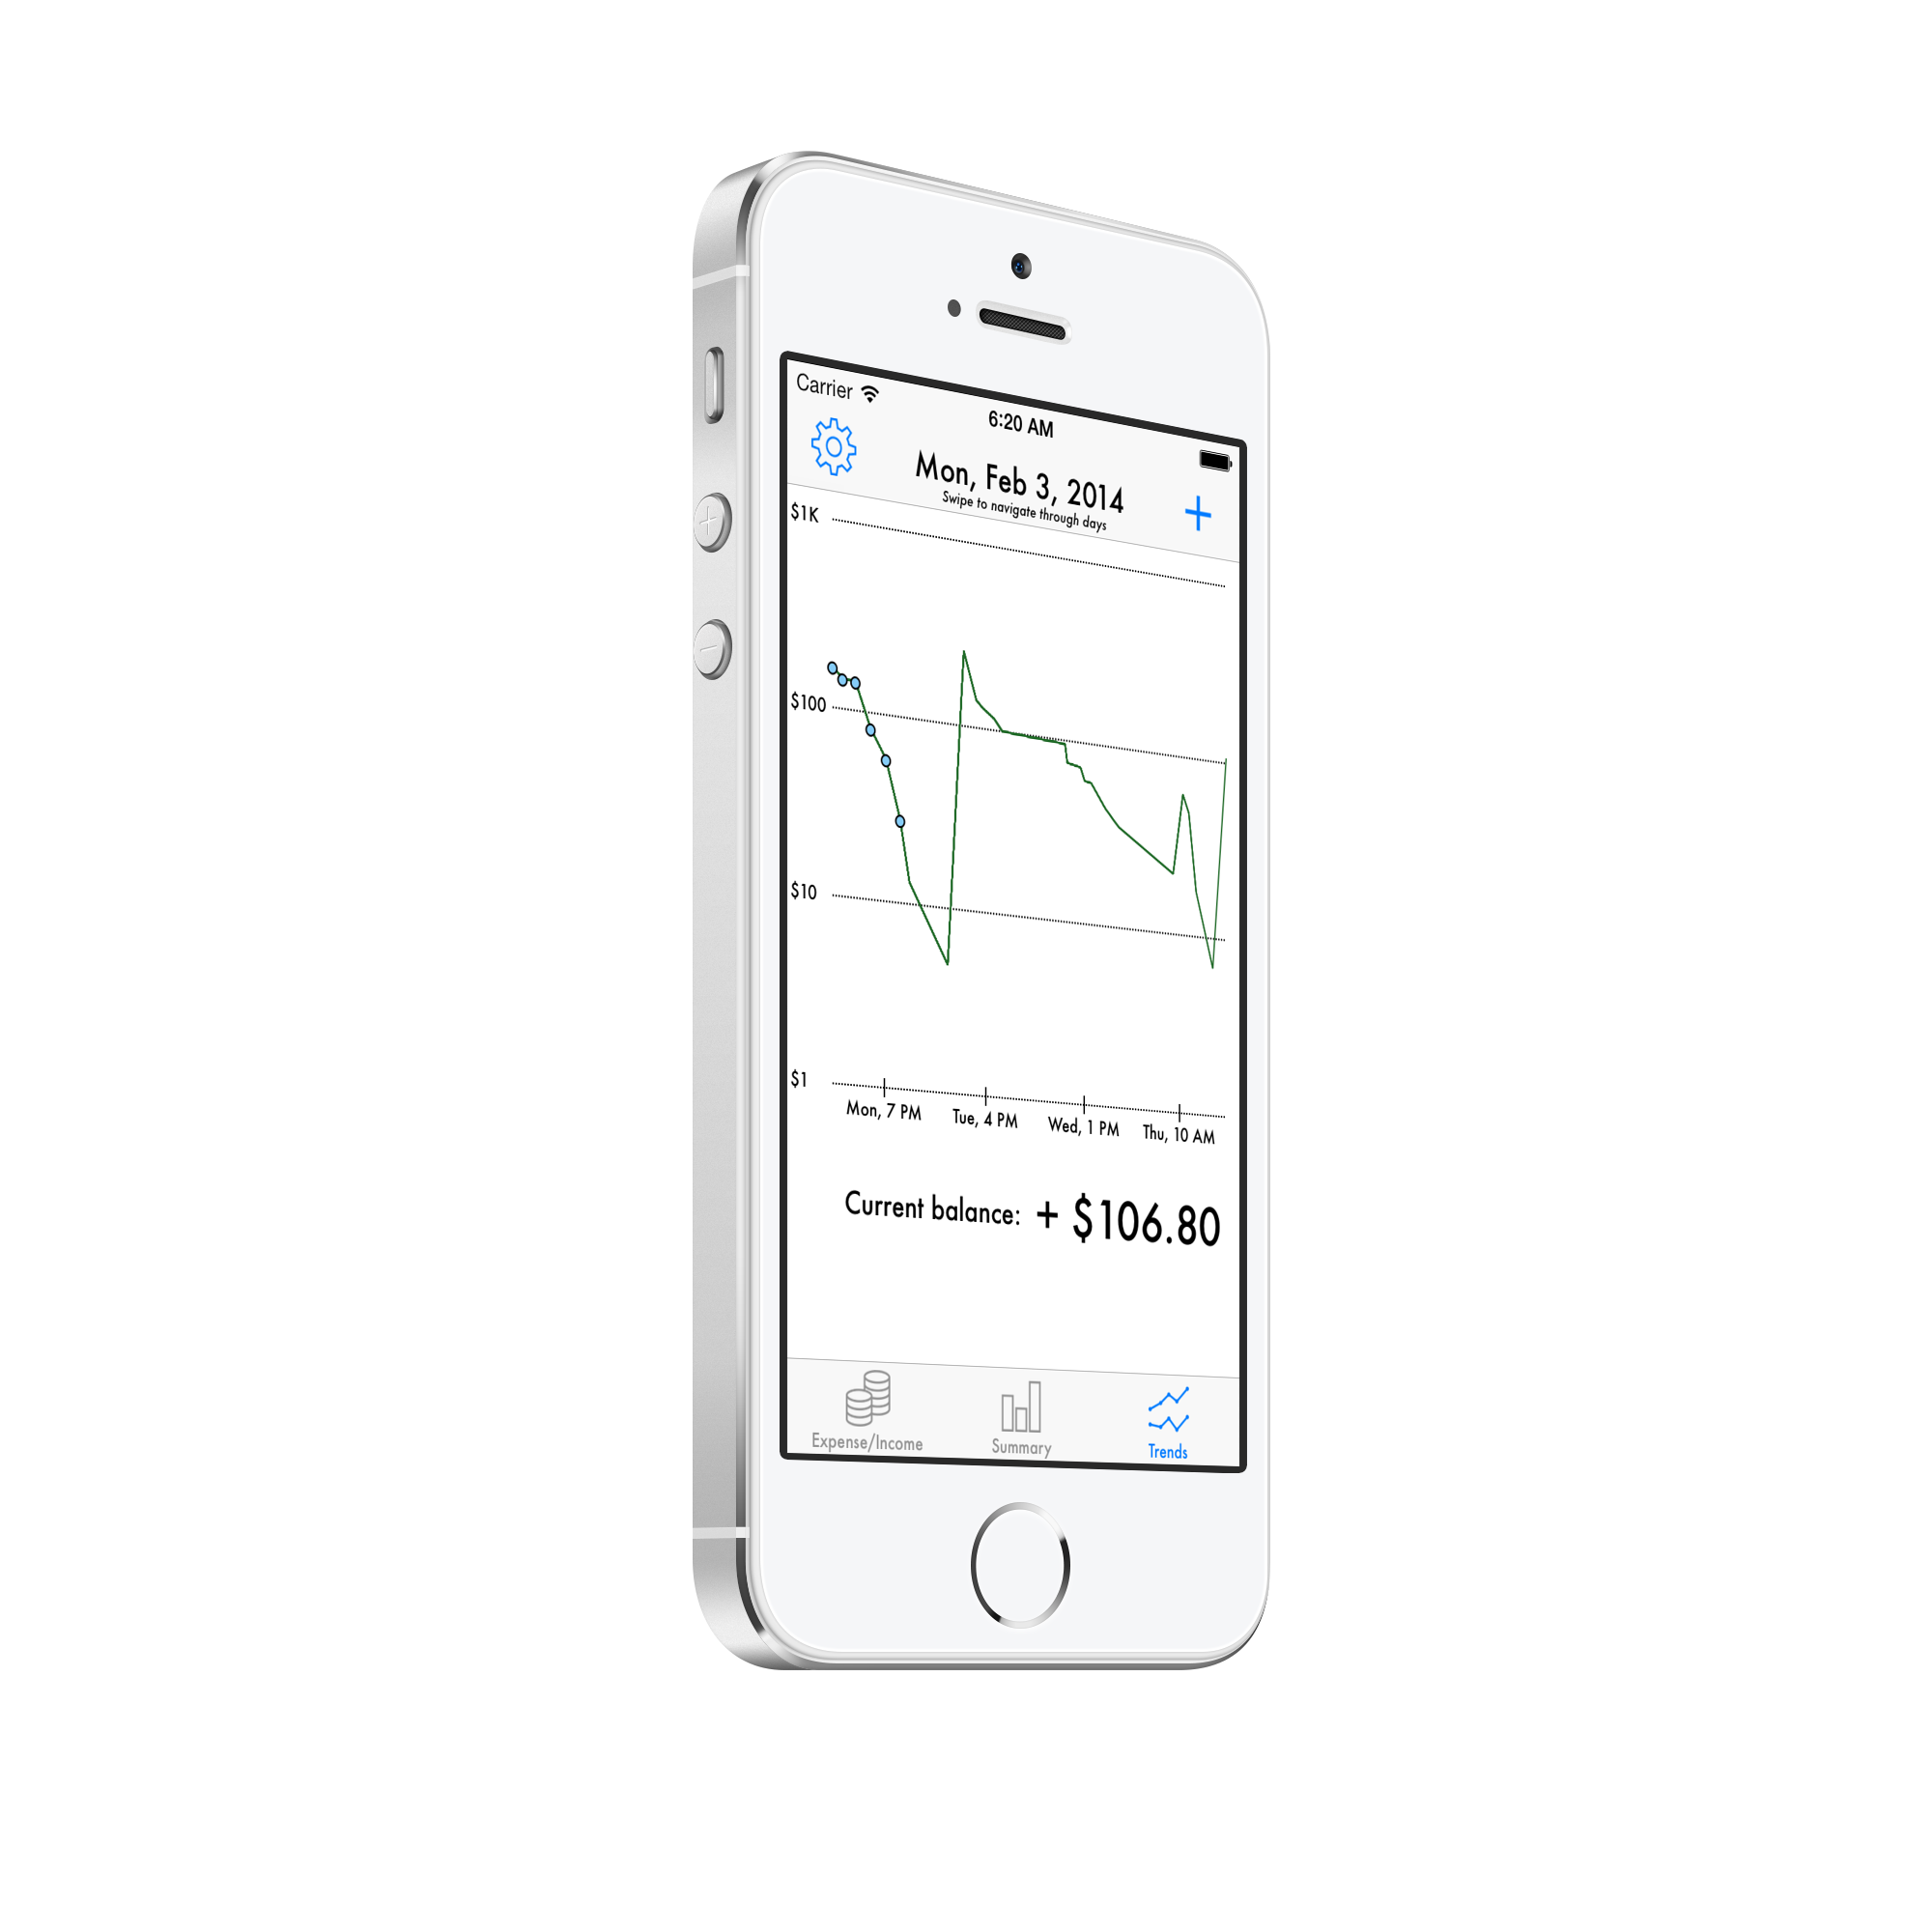 Carrier
6:20 AM
Mon, Feb 3, 2014
Swipe to navigate through days
$1K
$100
$10
$1
Mon, 7 PM
Tue, 4 PM
Wed, 1 PM
Thu, 10 AM
Current balance: + $106.80
Expense/Income
Summary
Trends